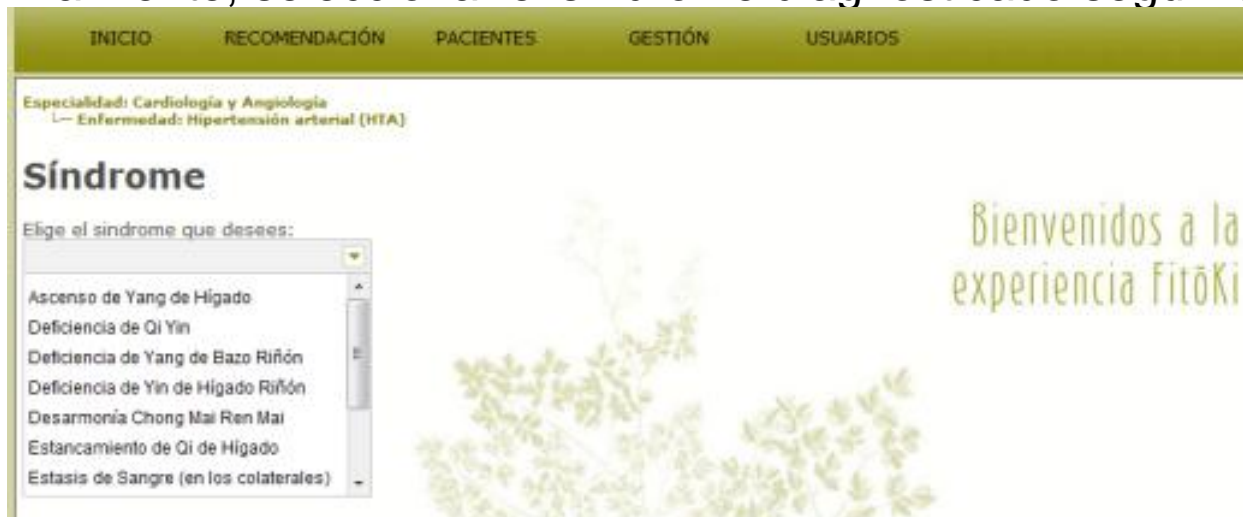 INICIO RECOMENDACIÓN PACIENTES GESTIÓN USUARIOS
Especialidad: Cardiología y Angiología
Enfermedad: Hipertensión arterial (HTA)
Síndrome
Elige el sindrome que desees:
Ascenso de Yang de Hígado
Deficiencia de Qi Yin
Deficiencia de Yang de Bazo Riñón
Deficiencia de Yin de Hígado Riñón
Desarmonía Chong Mai Ren Mai
Estancamiento de Qi de Hígado
Estasis de Sangre (en los colaterales)
Bienvenidos a la
experiencia FitōKi